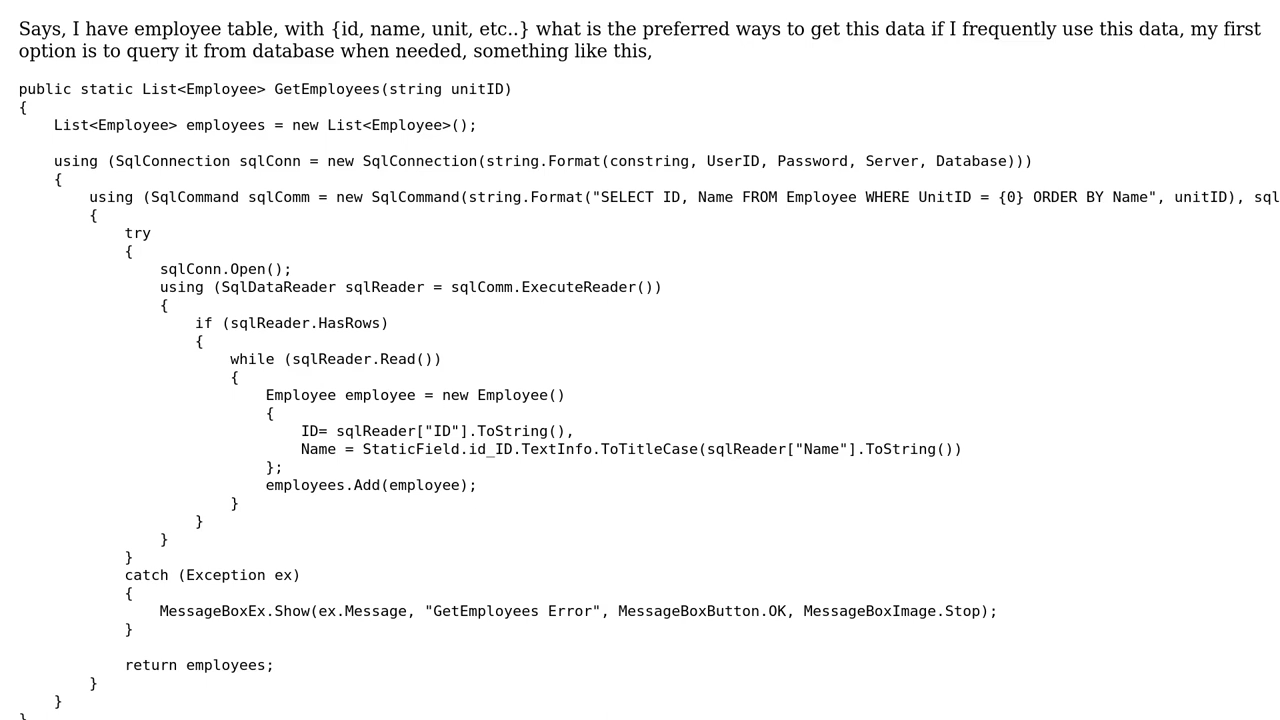 Says, I have employee table, with {id, name, unit, etc..} what is the preferred ways to get this data if I frequently use this data, my first
option is to query it from database when needed, something like this,
public static List<Employee> GetEmployees(string unitID)
{
    List<Employee> employees = new List<Employee>();
    using (SqlConnection sqlConn = new SqlConnection(string.Format(constring, UserID, Password, Server, Database)))
    {
        using (SqlCommand sqlComm = new SqlCommand(string.Format("SELECT ID, Name FROM Employee WHERE UnitID = {0} ORDER BY Name", unitID), sql
        {
            try
            {
                sqlConn.Open();
                using (SqlDataReader sqlReader = sqlComm.ExecuteReader())
                {
                    if (sqlReader.HasRows)
                    {
                        while (sqlReader.Read())
                        {
                            Employee employee = new Employee()
                            {
                                ID= sqlReader["ID"].ToString(),
                                Name = StaticField.id_ID.TextInfo.ToTitleCase(sqlReader["Name"].ToString())
                            };
                            employees.Add(employee);
                        }
                    }
                }
            }
            catch (Exception ex)
            {
                MessageBoxEx.Show(ex.Message, "GetEmployees Error", MessageBoxButton.OK, MessageBoxImage.Stop);
            }
            return employees;
        }
    }
}